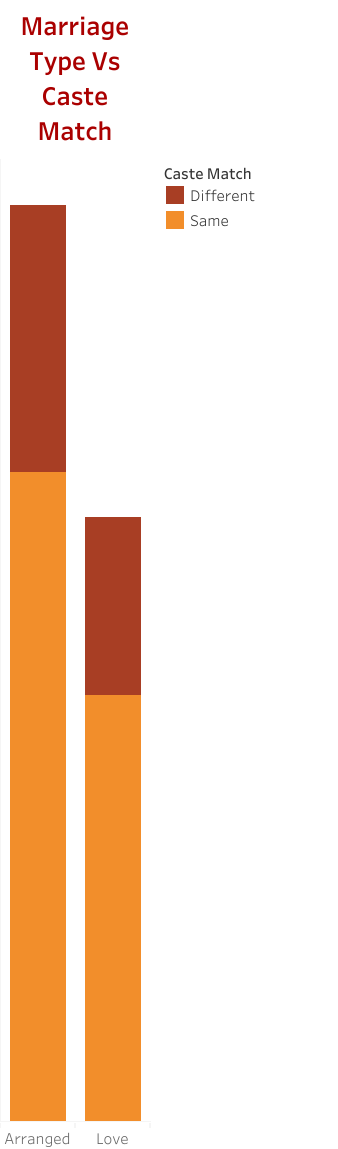 Marriage
Type Vs
Caste
Match
Caste Match
Different
Same
Arranged
Love